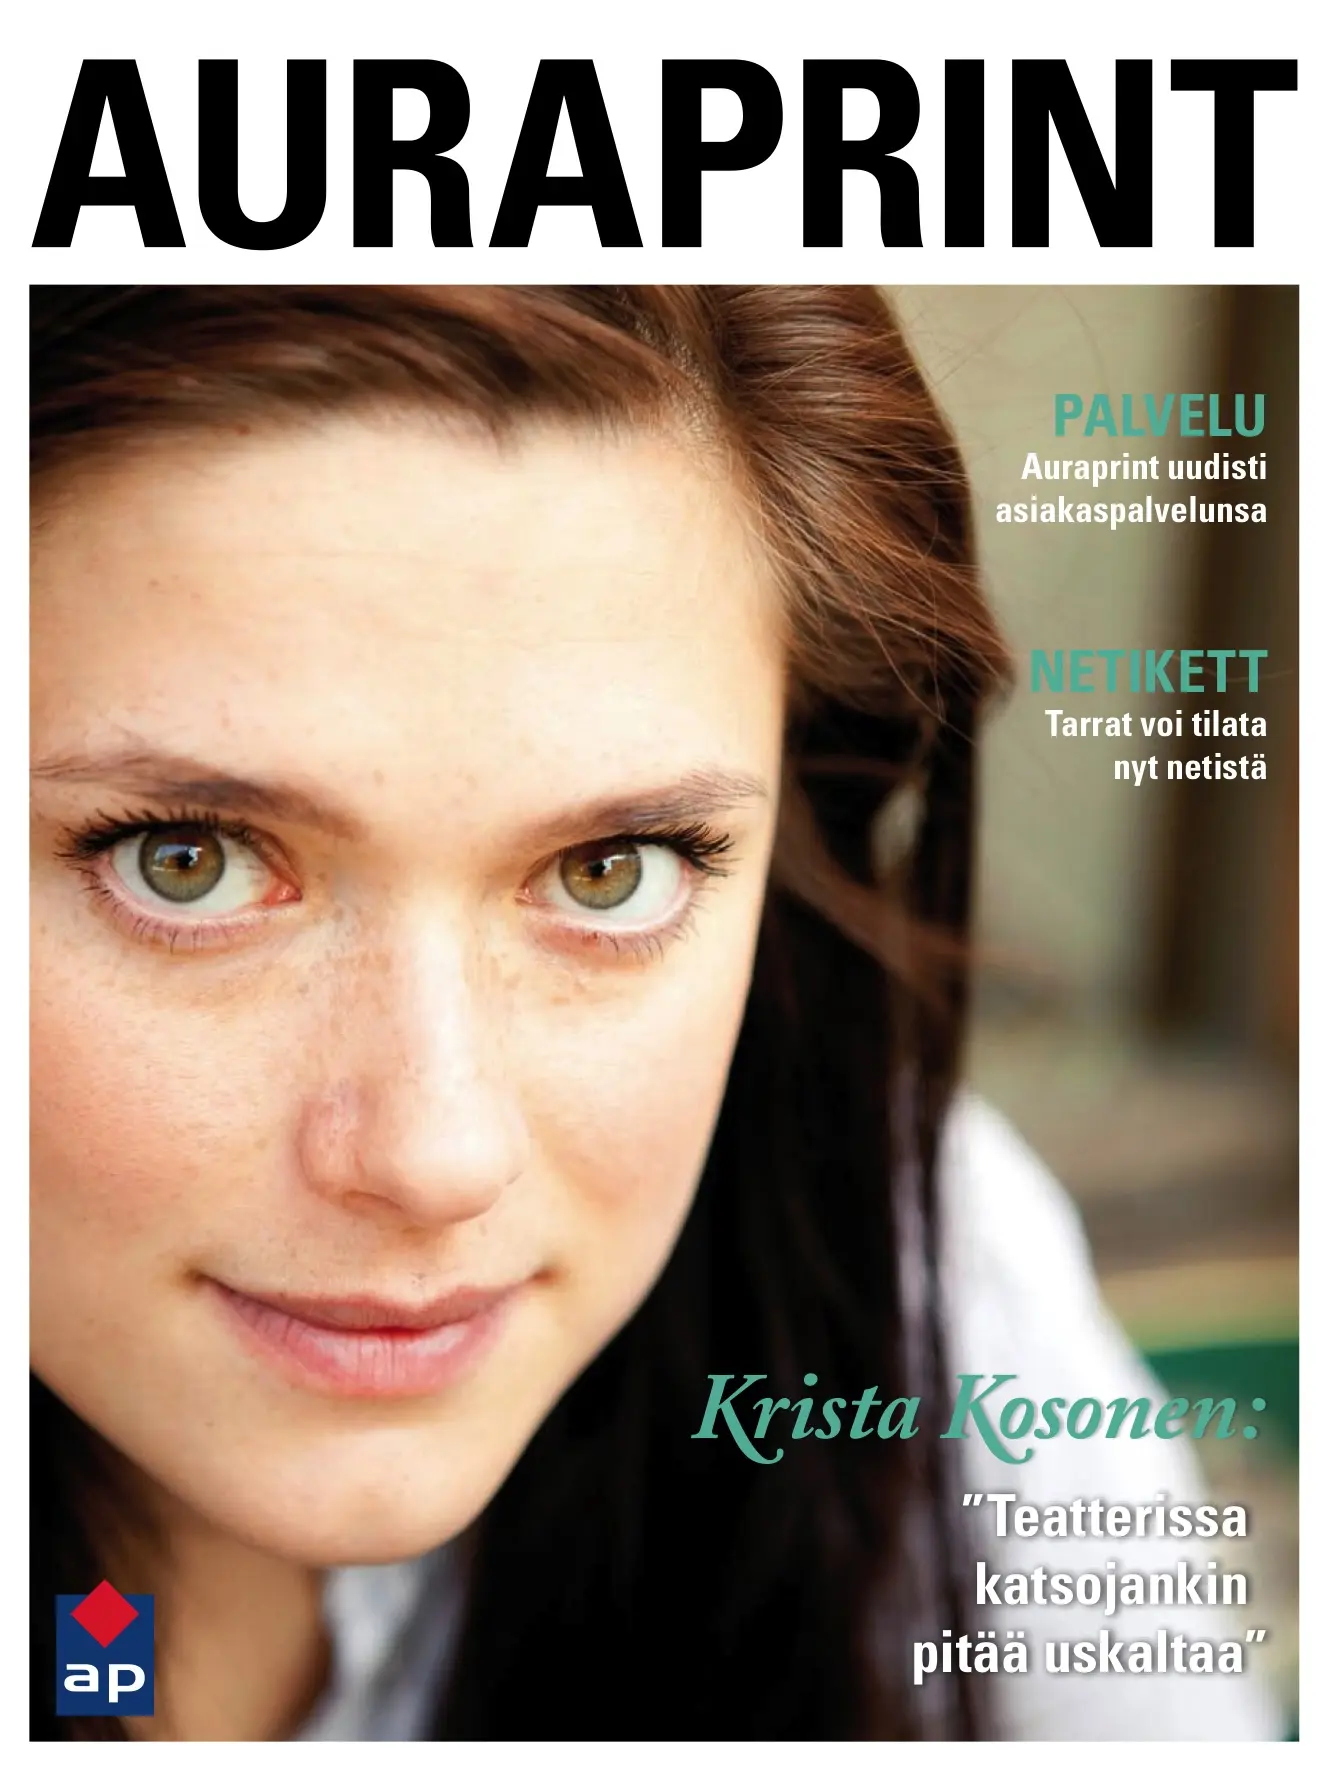 AURAPRINT
PALVELU
Auraprint uudisti
asiakaspalvelunsa
NETIKETT
Tarrat voi tilata
nyt netistä
Krista Kosonen:
”Teatterissa
katsojankin
pitää uskaltaa”
ap